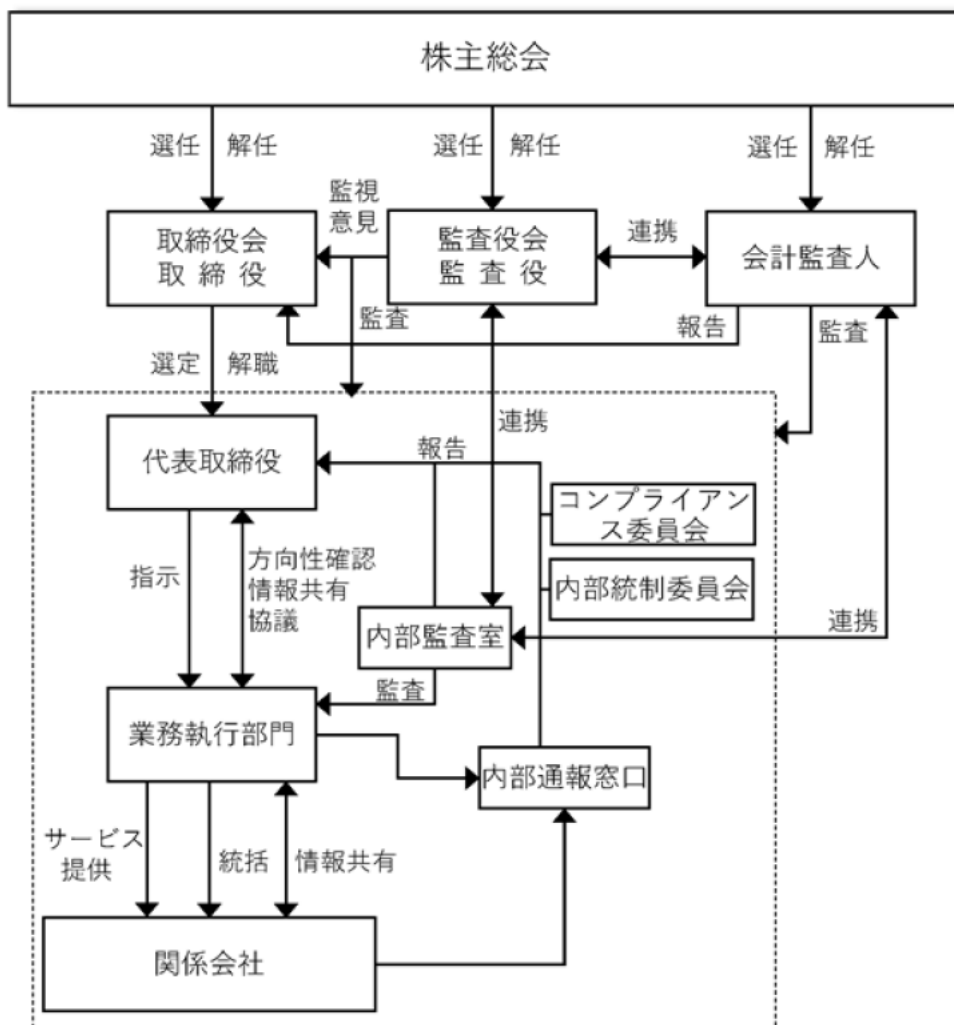 株主総会
選任 解任
選任 解任
選任 解任
監視
意見
取締役会
取締役
監査役会
監査役
連携
会計監査人
監査
報告
監査
選定 解職
連携
代表取締役
報告
コンプライアン
ス委員会
指示
方向性確認
情報共有
協議
内部統制委員会
内部監査室
連携
監査
業務執行部門
内部通報窓口
サービス
提供
統括
情報共有
関係会社